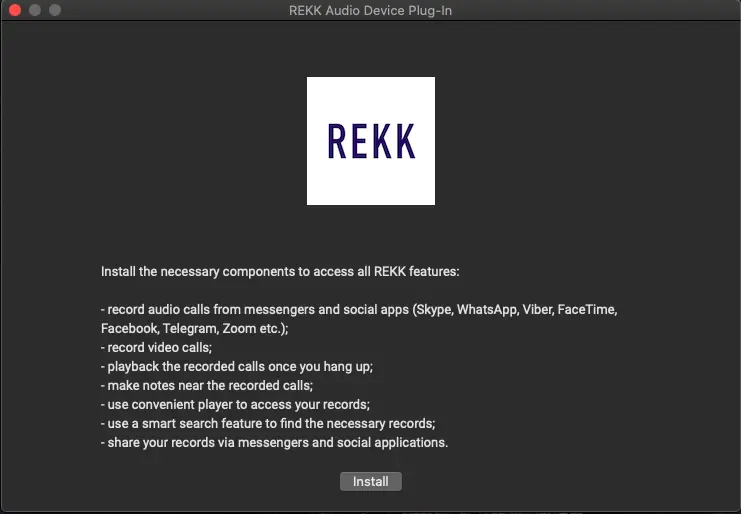 REKK Audio Device Plug-In
REKK
Install the necessary components to access all REKK features:
- record audio calls from messengers and social apps (Skype, WhatsApp, Viber, FaceTime,
Facebook, Telegram, Zoom etc.);
- record video calls;
- playback the recorded calls once you hang up;
- make notes near the recorded calls;
- use convenient player to access your records;
- use a smart search feature to find the necessary records;
- share your records via messengers and social applications.
Install